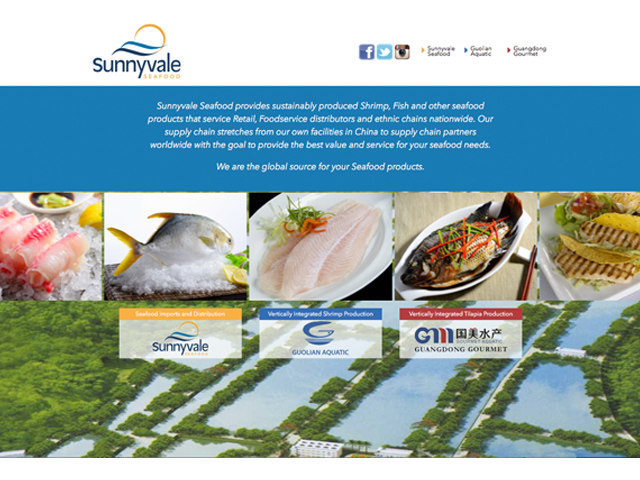 Sunnyvale
SEAFOOD
Sunnyvale
Seafood
Guolian
Aquatic
Guangdong
Gourmet
Sunnyvale Seafood provides sustainably produced Shrimp, Fish and other seafood
products that service Retail, Foodservice distributors and ethnic chains nationwide. Our
supply chain stretches from our own facilities in China to supply chain partners
worldwide with the goal to provide the best value and service for your seafood needs.
We are the global source for your Seafood products.
Seafood Imports and Distribution
Sunnyvale
SEAFOOD
Vertically Integrated Shrimp Production
GUOLIAN AQUATIC
Vertically Integrated Tilapia Production
GM 国美水产
GOURMET AQUATIC
GUANGDONG GOURMET